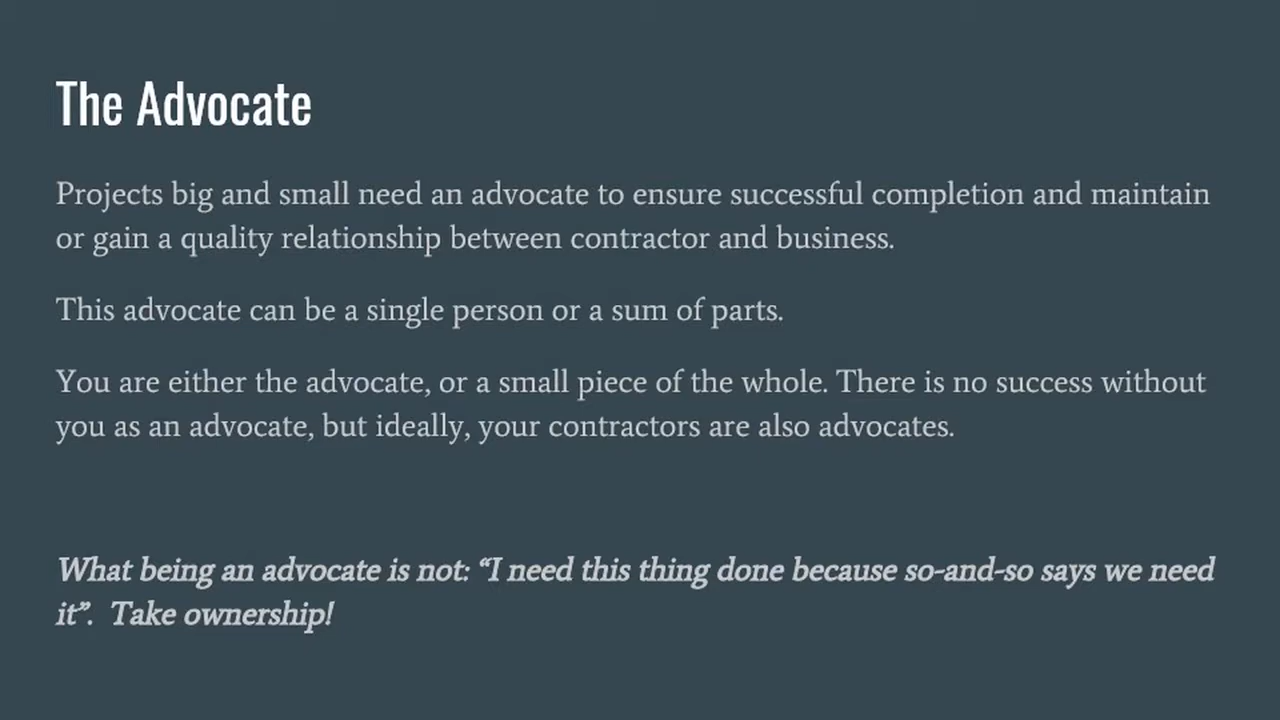 The Advocate
Projects big and small need an advocate to ensure successful completion and maintain
or gain a quality relationship between contractor and business.
This advocate can be a single person or a sum of parts.
You are either the advocate, or a small piece of the whole. There is no success without
you as an advocate, but ideally, your contractors are also advocates.
What being an advocate is not: “I need this thing done because so-and-so says we need
it”.  Take ownership!